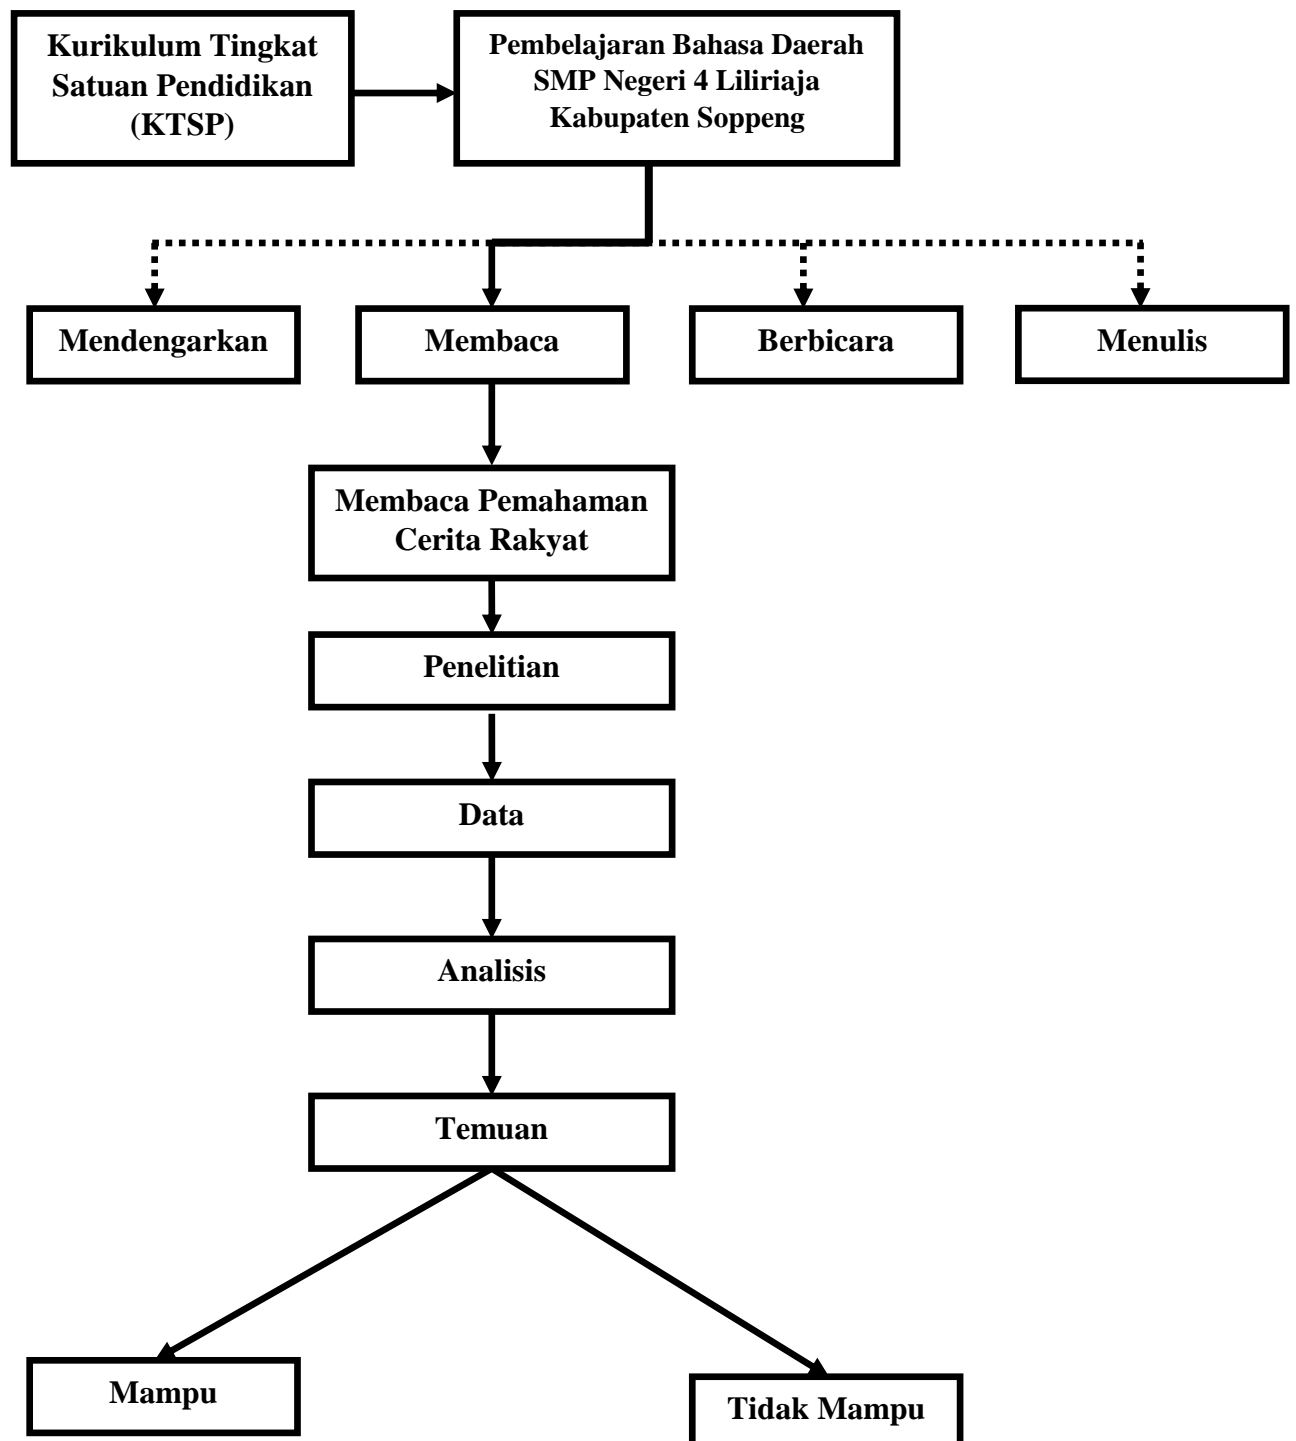 Kurikulum Tingkat
Satuan Pendidikan
(KTSP)
Pembelajaran Bahasa Daerah
SMP Negeri 4 Liliriaja
Kabupaten Soppeng
Mendengarkan
Membaca
Berbicara
Menulis
Membaca Pemahaman
Cerita Rakyat
Penelitian
Data
Analisis
Temuan
Mampu
Tidak Mampu